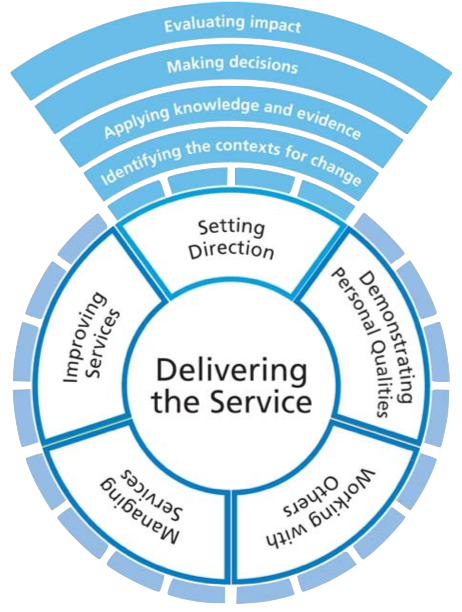 Evaluating impact
Making decisions
Applying knowledge and evidence
Identifying the contexts for change
Setting
Direction
Demonstrating
Personal Qualities
Improving
Services
Delivering
the Service
Working with
Others
Managing
Services